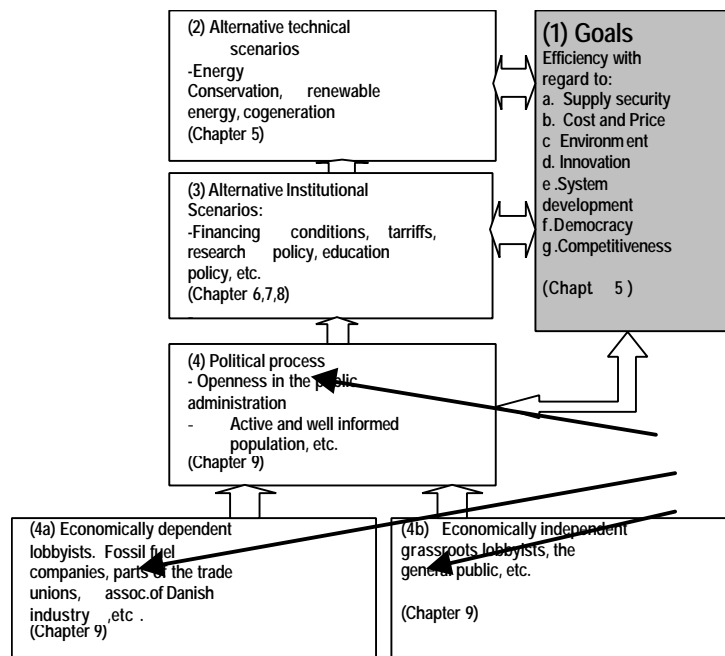 (2) Alternative technical
scenarios
-Energy
Conservation, renewable
energy, cogeneration
(Chapter 5)
(1) Goals
Efficiency with
regard to:
a. Supply security
b. Cost and Price
c Environment
d. Innovation
e .System
development
f. Democracy
g .Competitiveness
(Chapt. 5 )
(3) Alternative Institutional
Scenarios:
-Financing conditions, tarriffs,
research policy, education
policy, etc.
(Chapter 6,7,8)
-
(4) Political process
- Openness in the public
administration
- Active and well informed
population, etc.
(Chapter 9)
(4a) Economically dependent
lobbyists. Fossil fuel
companies, parts of the trade
unions, assoc.of Danish
industry ,etc .
(Chapter 9)
(4b) Economically independent
grassroots lobbyists, the
general public, etc.
(Chapter 9)